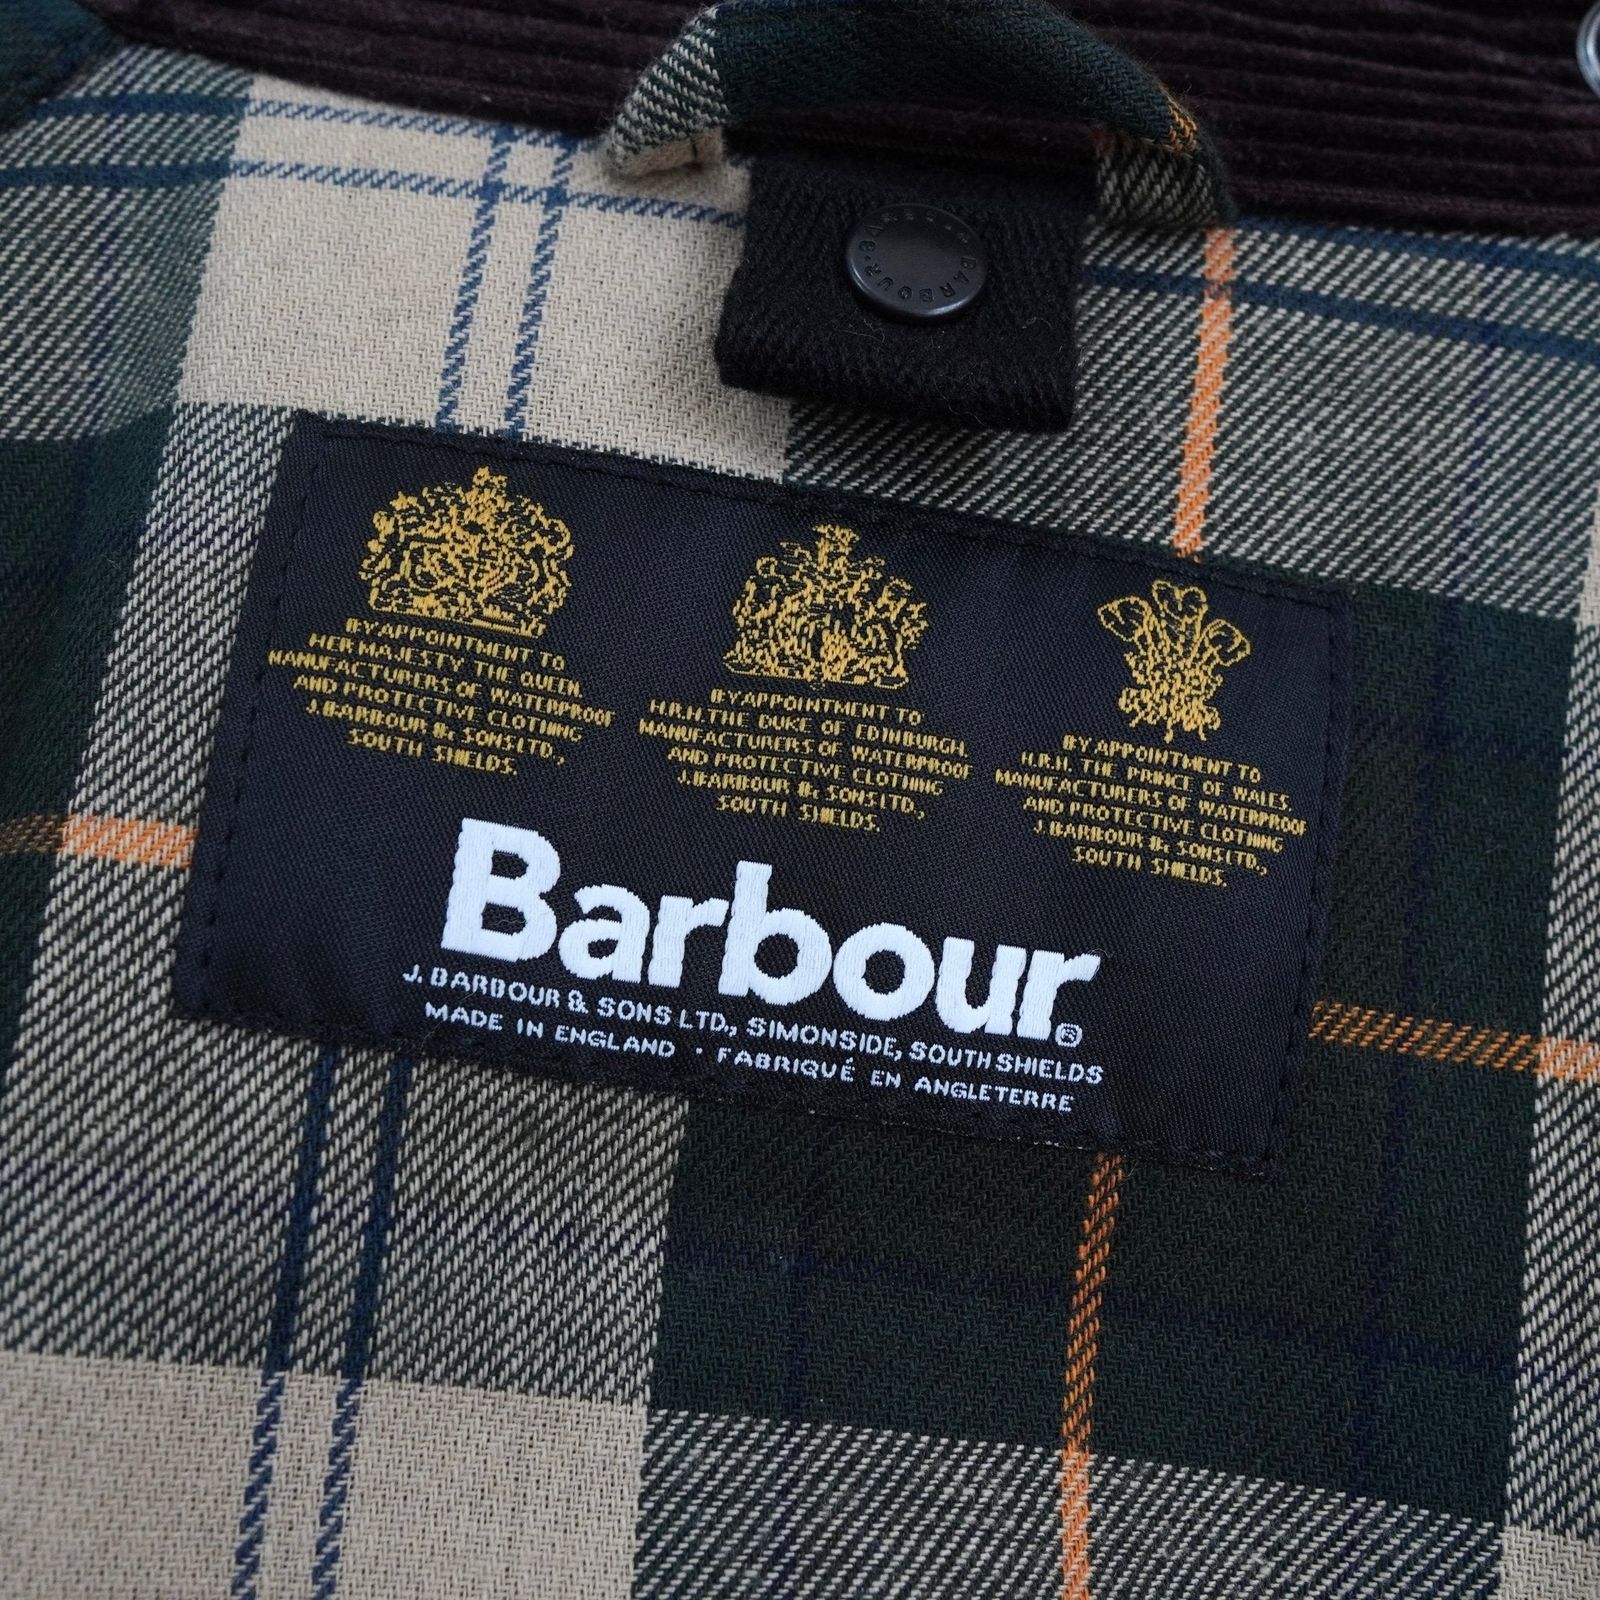 BARBOUR · BARBOUR
BY APPOINTMENT TO
HER MAJESTY THE QUEEN
MANUFACTURERS OF WATERPROOF
AND PROTECTIVE CLOTHING
J. BARBOUR & SONS LTD.,
SOUTH SHIELDS.
BY APPOINTMENT TO
H.R.H. THE DUKE OF EDINBURGH.
MANUFACTURERS OF WATERPROOF
AND PROTECTIVE CLOTHING
J. BARBOUR & SONS LTD.,
SOUTH SHIELDS.
BY APPOINTMENT TO
H.R.H. THE PRINCE OF WALES.
MANUFACTURERS OF WATERPROOF
AND PROTECTIVE CLOTHING
J. BARBOUR & SONS LTD.,
SOUTH SHIELDS.
Barbour®
J. BARBOUR & SONS LTD., SIMONSIDE, SOUTH SHIELDS
MADE IN ENGLAND · FABRIQUÉ EN ANGLETERRE